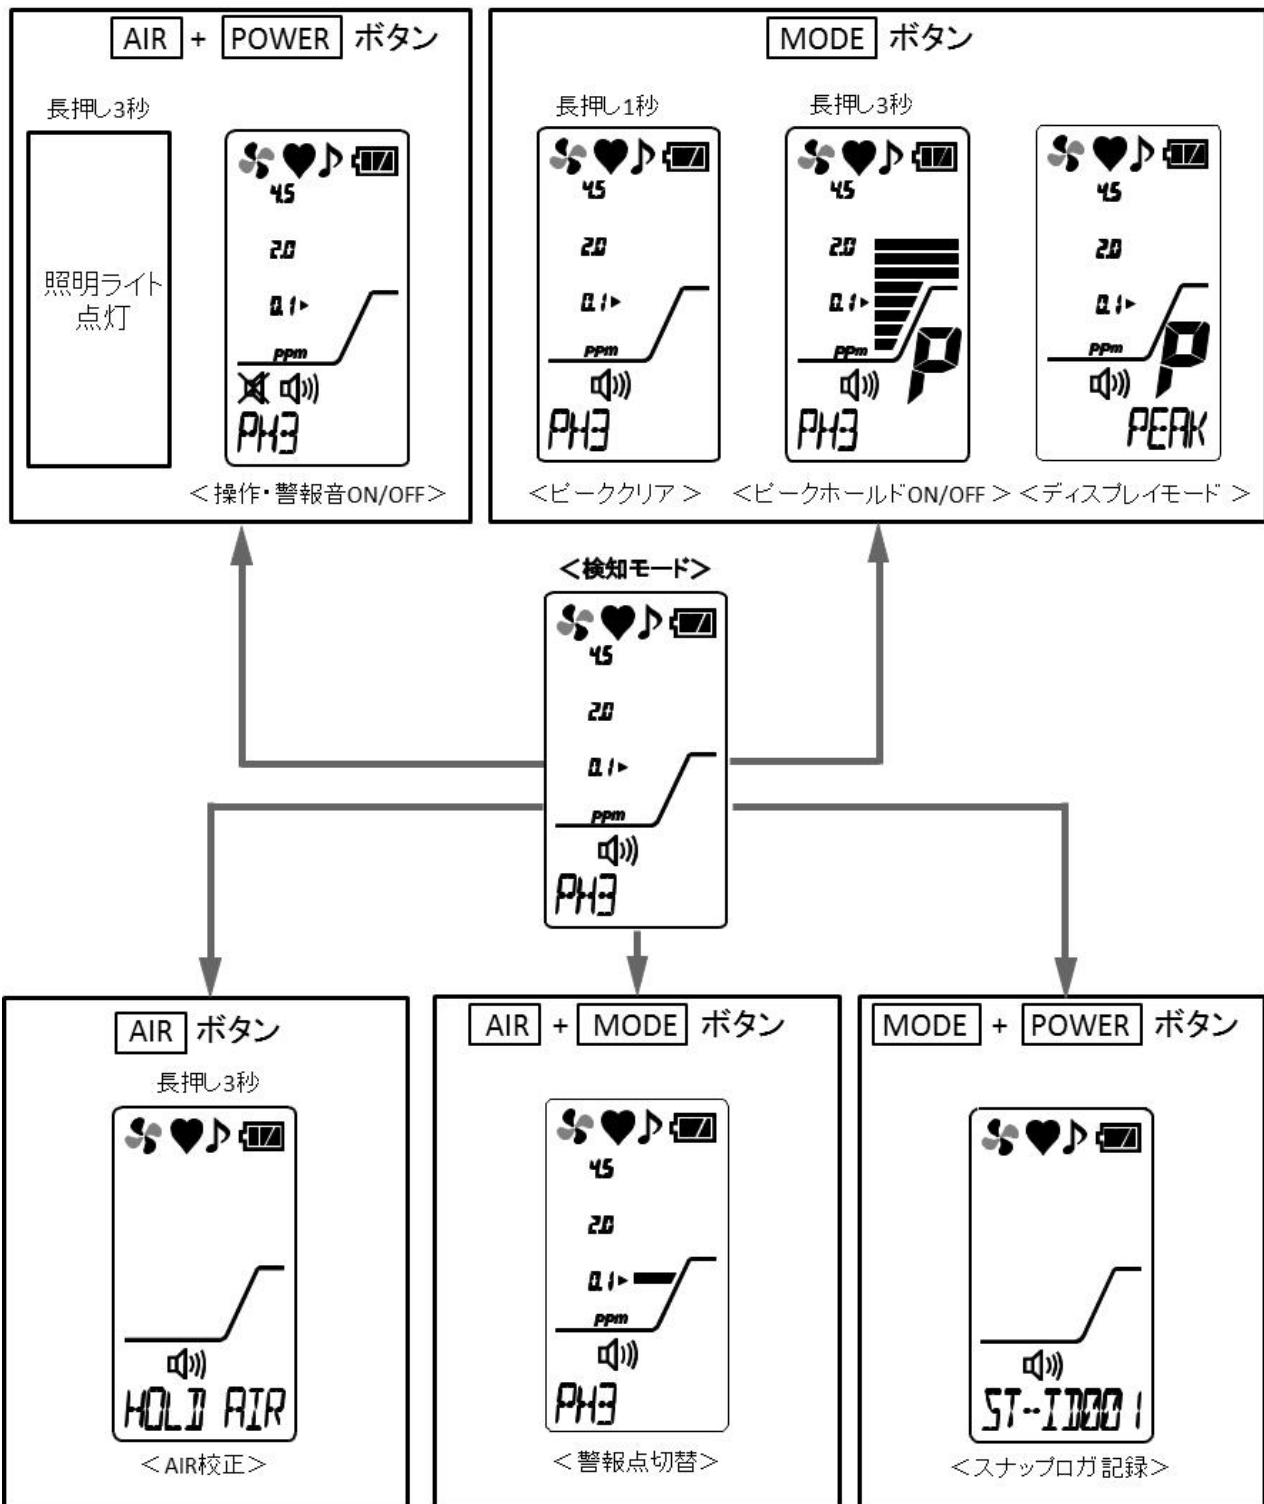 AIR + POWER ボタン
長押し3秒
照明ライト
点灯
4.5
2.0
0.1
ppm
PH3
＜操作・警報音ON/OFF＞
MODE ボタン
長押し1秒
4.5
2.0
0.1
ppm
PH3
＜ピーククリア＞
長押し3秒
4.5
2.0
0.1
ppm
P
PH3
＜ピークホールドON/OFF＞
4.5
2.0
0.1
ppm
P
PEAK
＜ディスプレイモード＞
＜検知モード＞
4.5
2.0
0.1
ppm
PH3
AIR ボタン
長押し3秒
HOLD AIR
＜AIR校正＞
AIR + MODE ボタン
4.5
2.0
0.1
ppm
PH3
＜警報点切替＞
MODE + POWER ボタン
ST--ID001
＜スナップロガ記録＞